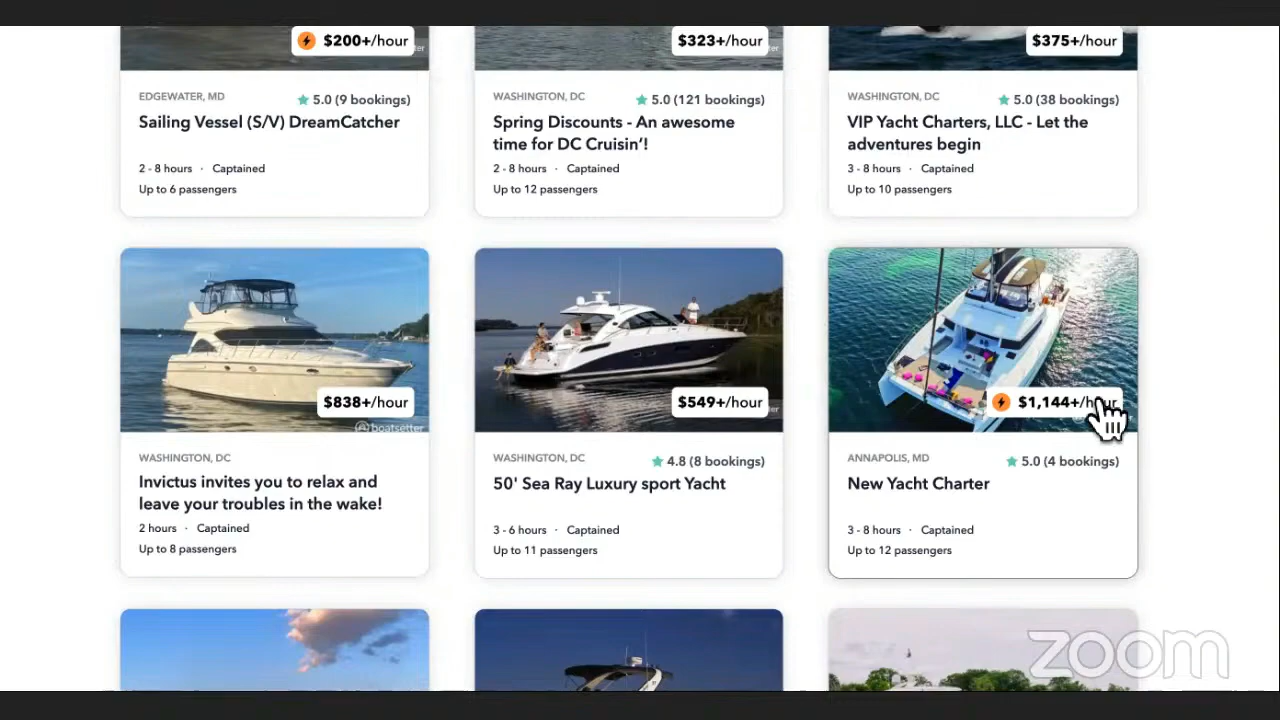 $200+/hour
$323+/hour
$375+/hour
EDGEWATER, MD
5.0 (9 bookings)
Sailing Vessel (S/V) DreamCatcher
2 - 8 hours · Captained
Up to 6 passengers
WASHINGTON, DC
5.0 (121 bookings)
Spring Discounts - An awesome
time for DC Cruisin’!
2 - 8 hours · Captained
Up to 12 passengers
WASHINGTON, DC
5.0 (38 bookings)
VIP Yacht Charters, LLC - Let the
adventures begin
3 - 8 hours · Captained
Up to 10 passengers
$838+/hour
boatsetter
WASHINGTON, DC
Invictus invites you to relax and
leave your troubles in the wake!
2 hours · Captained
Up to 8 passengers
$549+/hour
WASHINGTON, DC
4.8 (8 bookings)
50' Sea Ray Luxury sport Yacht
3 - 6 hours · Captained
Up to 11 passengers
$1,144+/hour
ANNAPOLIS, MD
5.0 (4 bookings)
New Yacht Charter
3 - 8 hours · Captained
Up to 12 passengers
zoom